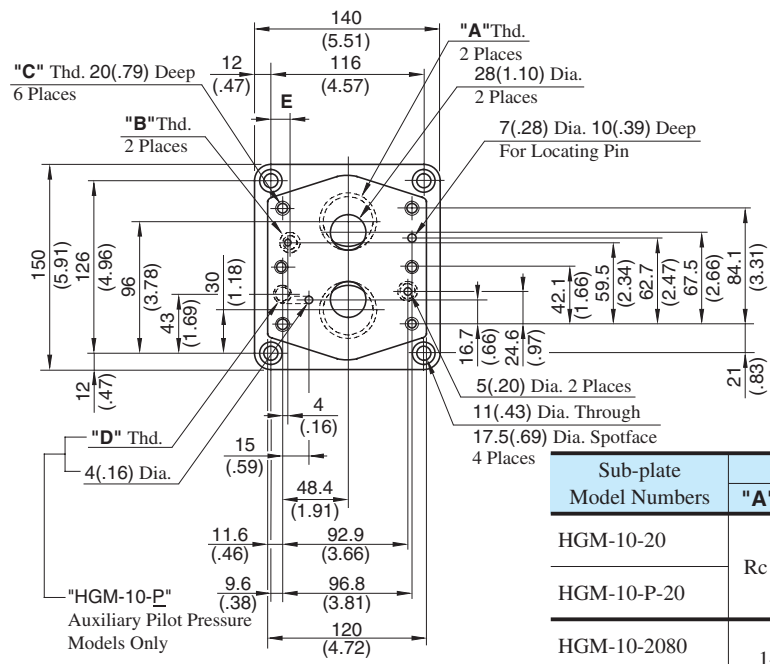 140
(5.51)
"A"Thd.
2 Places
"C" Thd. 20(.79) Deep
6 Places
12
(.47)
116
(4.57)
28(1.10) Dia.
2 Places
E
"B"Thd.
2 Places
7(.28) Dia. 10(.39) Deep
For Locating Pin
150
(5.91)
126
(4.96)
96
(3.78)
43
(1.69)
30
(1.18)
12
(.47)
16.7
(.66)
24.6
(.97)
42.1
(1.66)
59.5
(2.34)
62.7
(2.47)
67.5
(2.66)
84.1
(3.31)
21
(.83)
5(.20) Dia. 2 Places
11(.43) Dia. Through
17.5(.69) Dia. Spotface
4 Places
4
(.16)
"D" Thd.
15
(.59)
4(.16) Dia.
48.4
(1.91)
11.6
(.46)
92.9
(3.66)
9.6
(.38)
96.8
(3.81)
120
(4.72)
"HGM-10-P"
Auxiliary Pilot Pressure
Models Only
Sub-plate
Model Numbers
"A"
HGM-10-20
Rc
HGM-10-P-20
HGM-10-2080
1